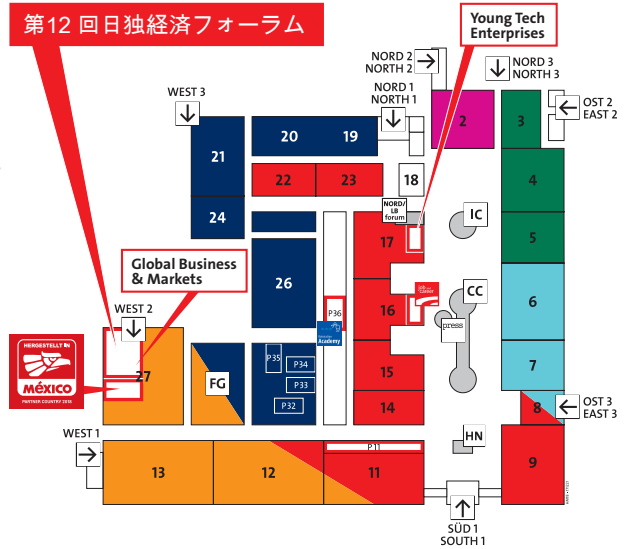 第12 回日独経済フォーラム
Young Tech
Enterprises
NORD 2
NORTH 2
NORD 3
NORTH 3
WEST 3
NORD 1
NORTH 1
OST 2
EAST 2
2
3
20
19
21
22
23
18
4
24
NORD/
LB
forum
IC
17
5
Global Business
& Markets
26
CC
6
P36
Academy
job
and
career
16
press
WEST 2
HERGESTELLT IN
MÉXICO
PARTNER COUNTRY 2018
27
FG
P35
P34
P33
P32
15
7
14
8
OST 3
EAST 3
WEST 1
HN
P11
13
12
11
9
SÜD 1
SOUTH 1